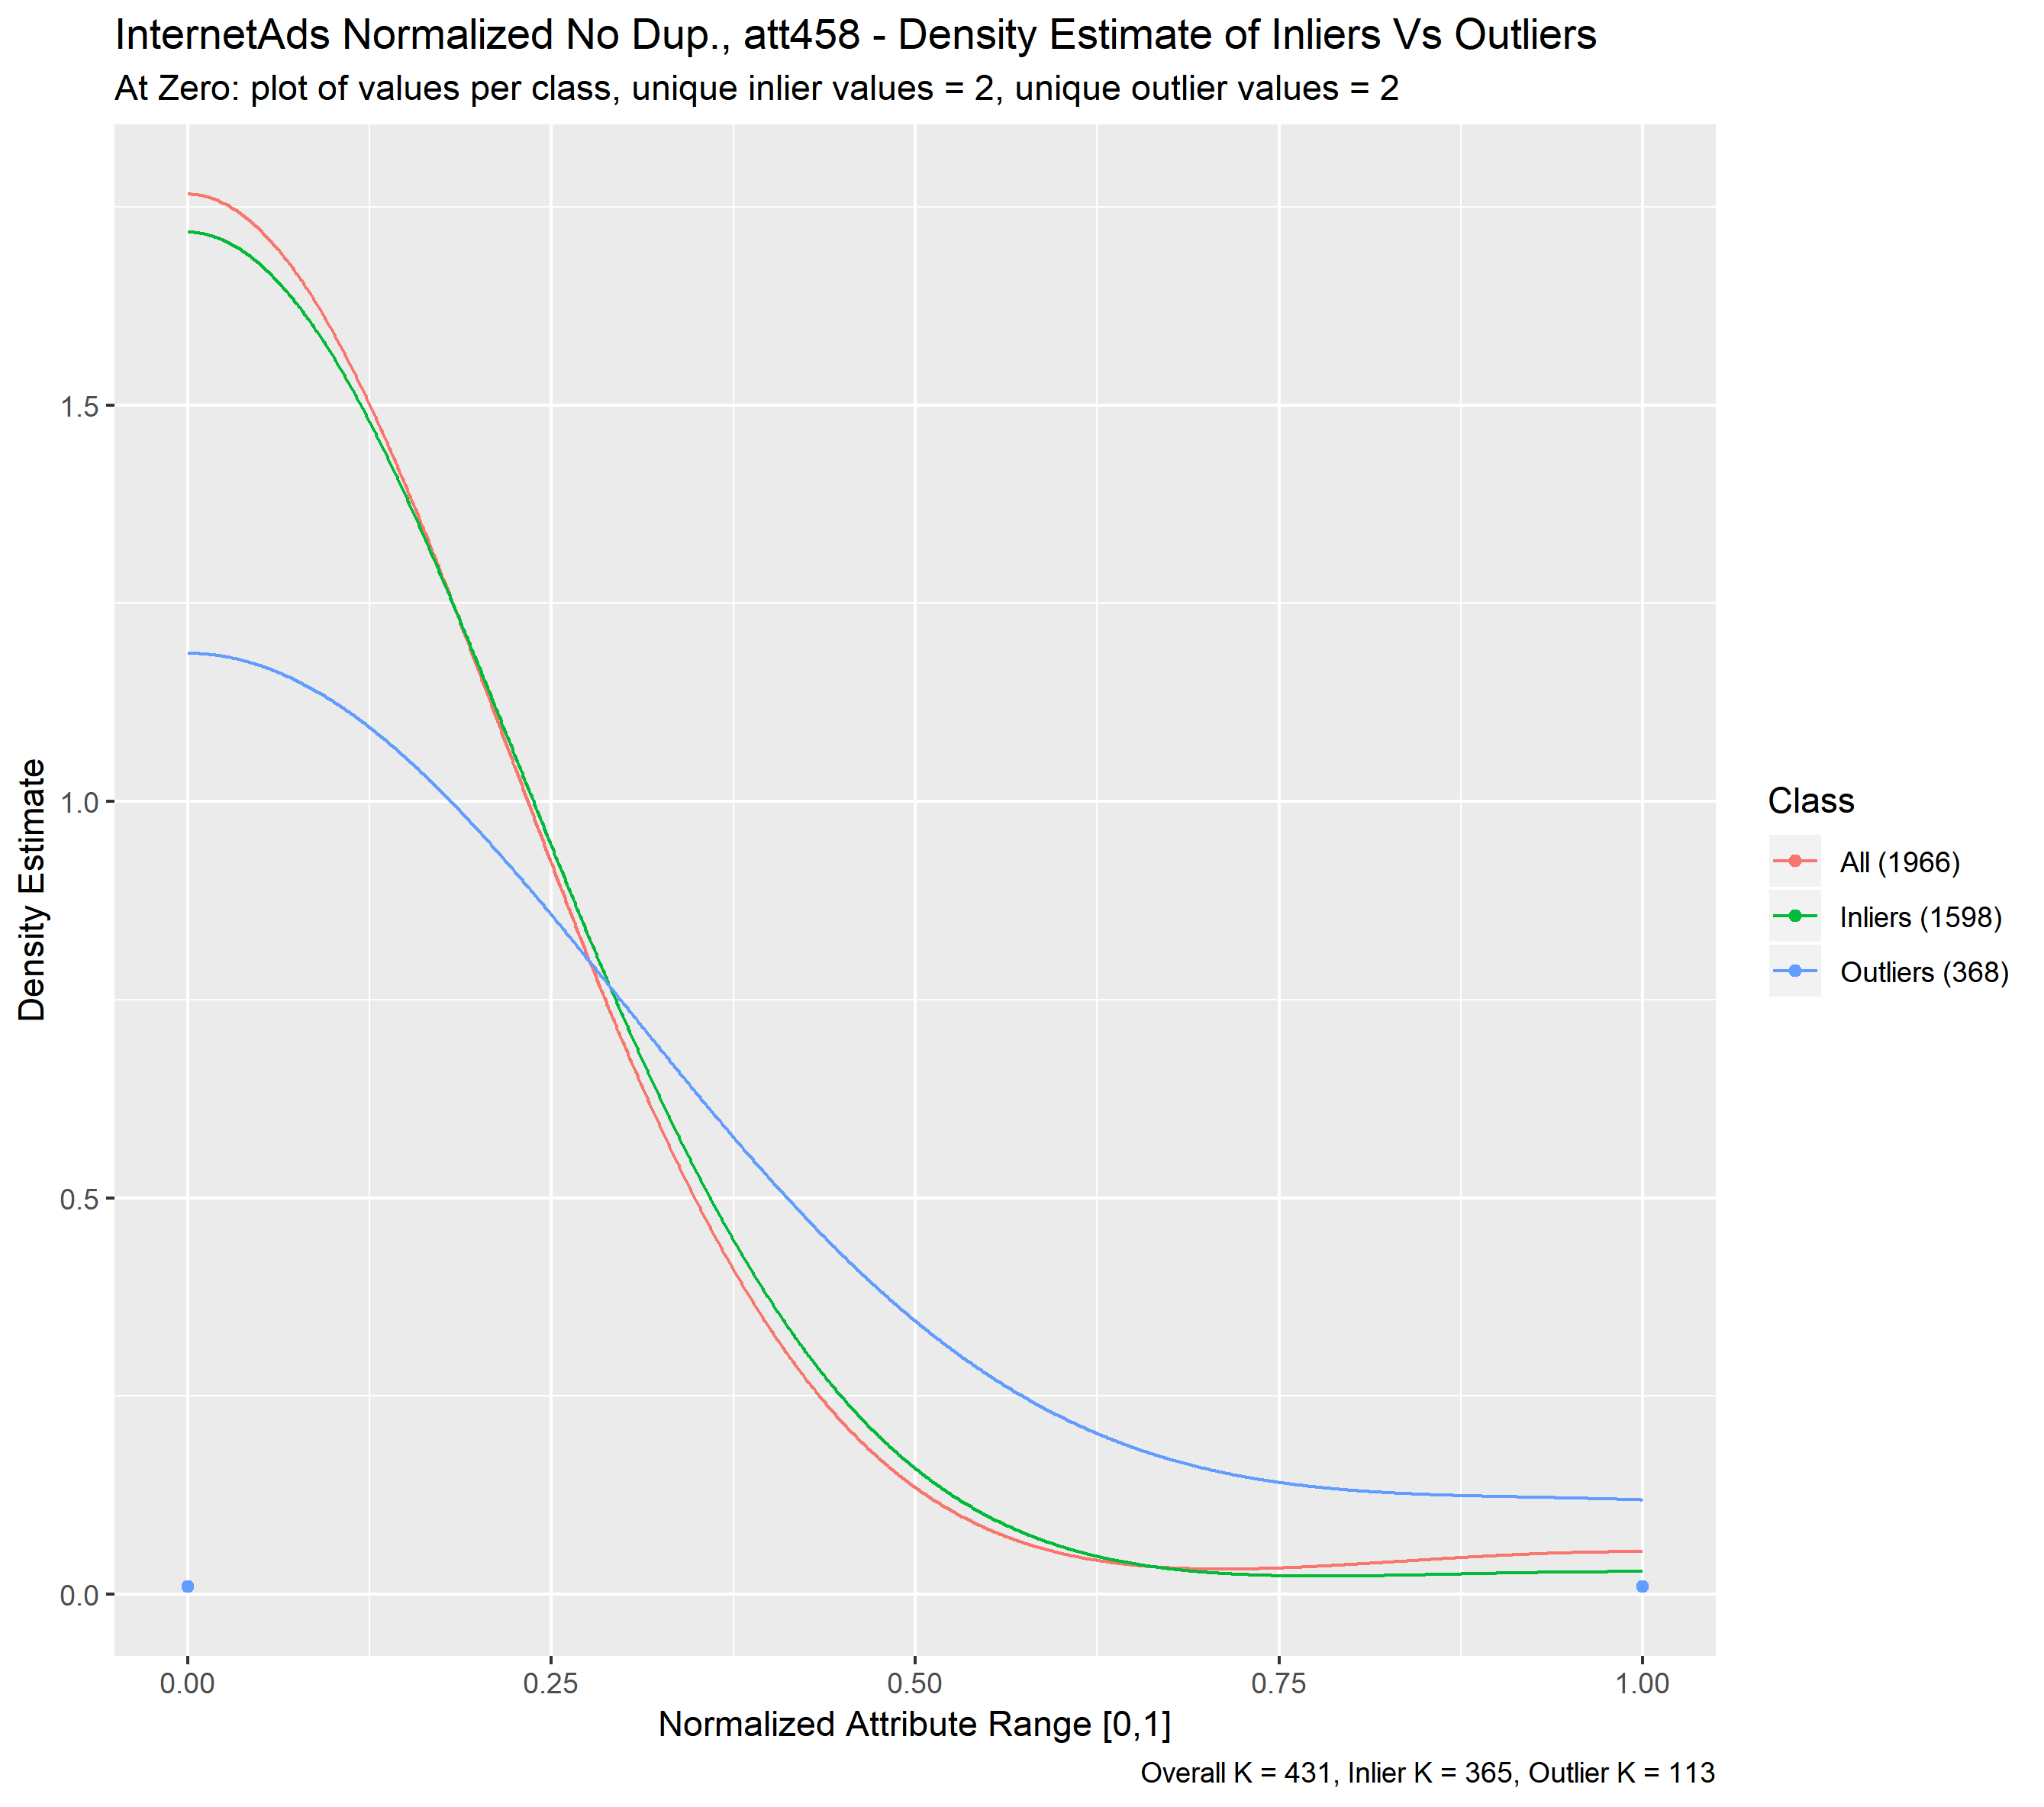 InternetAds Normalized No Dup., att458 - Density Estimate of Inliers Vs Outliers
At Zero: plot of values per class, unique inlier values = 2, unique outlier values = 2
Density Estimate
1.5
1.0
0.5
0.0
0.00 0.25 0.50 0.75 1.00
Normalized Attribute Range [0,1]
Class
All (1966)
Inliers (1598)
Outliers (368)
Overall K = 431, Inlier K = 365, Outlier K = 113